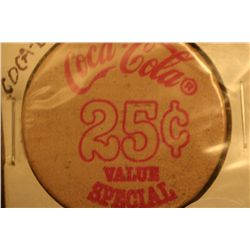 Coca-Cola®
25¢
VALUE
SPECIAL